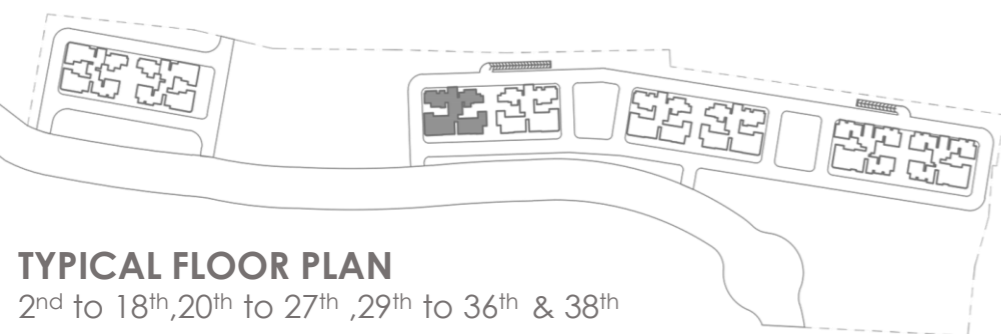 TYPICAL FLOOR PLAN
2nd to 18th,20th to 27th ,29th to 36th & 38th